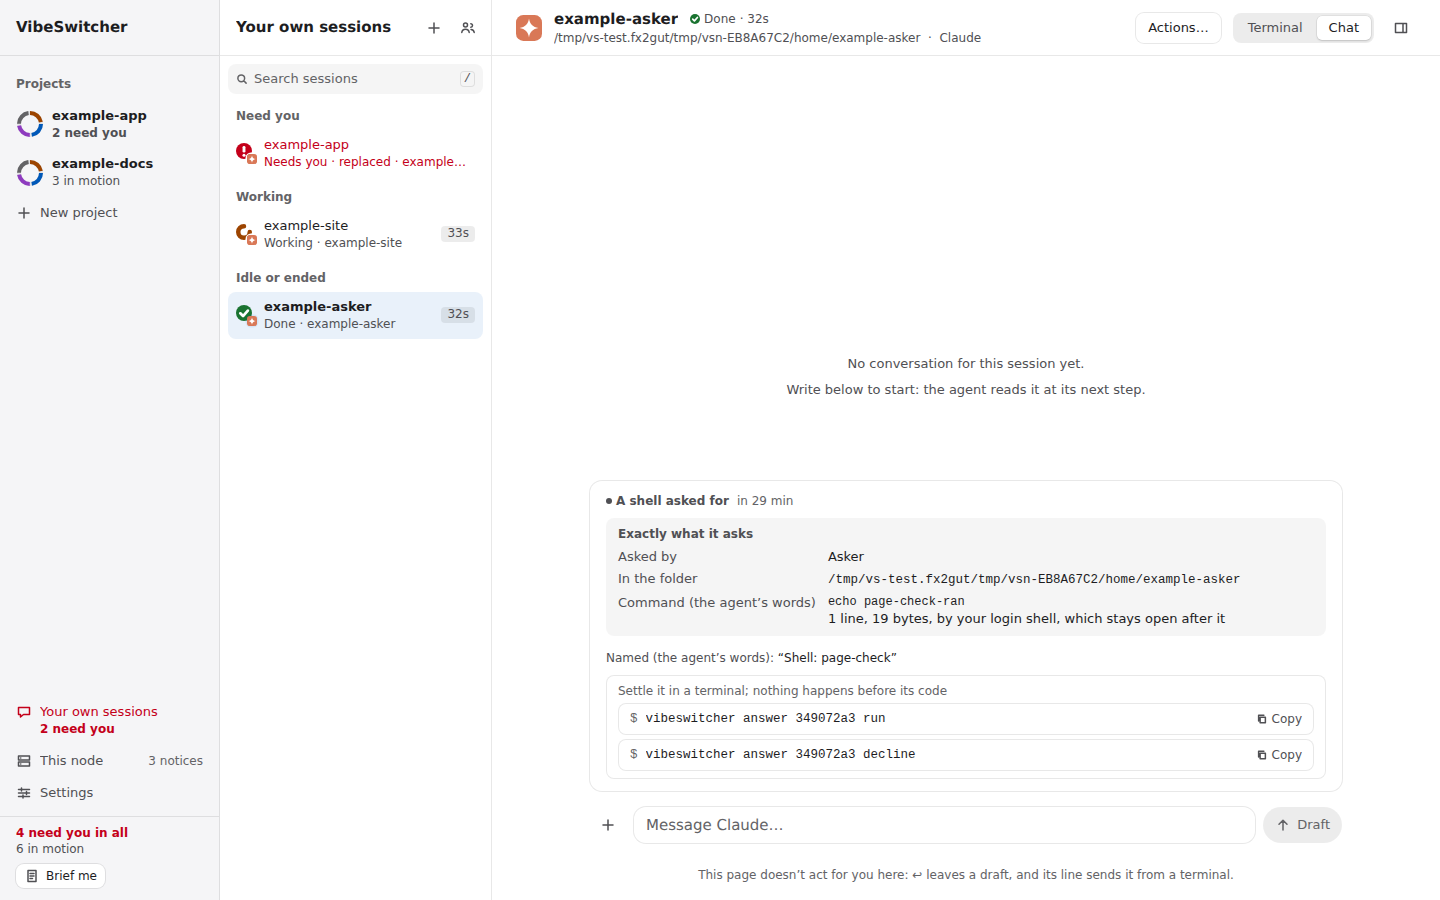 VibeSwitcher
Projects
example-app
2 need you
example-docs
3 in motion
New project
Your own sessions
2 need you
This node 3 notices
Settings
4 need you in all
6 in motion
Brief me
Your own sessions
Search sessions /
Need you
example-app
Needs you · replaced · example…
Working
example-site
Working · example-site
33s
Idle or ended
example-asker
Done · example-asker
32s
example-asker Done · 32s
/tmp/vs-test.fx2gut/tmp/vsn-EB8A67C2/home/example-asker · Claude
Actions…
Terminal Chat
No conversation for this session yet.
Write below to start: the agent reads it at its next step.
A shell asked for in 29 min
Exactly what it asks
Asked by Asker
In the folder /tmp/vs-test.fx2gut/tmp/vsn-EB8A67C2/home/example-asker
Command (the agent’s words) echo page-check-ran
1 line, 19 bytes, by your login shell, which stays open after it
Named (the agent’s words): “Shell: page-check”
Settle it in a terminal; nothing happens before its code
$ vibeswitcher answer 349072a3 run Copy
$ vibeswitcher answer 349072a3 decline Copy
Message Claude…
Draft
This page doesn’t act for you here: ↩ leaves a draft, and its line sends it from a terminal.